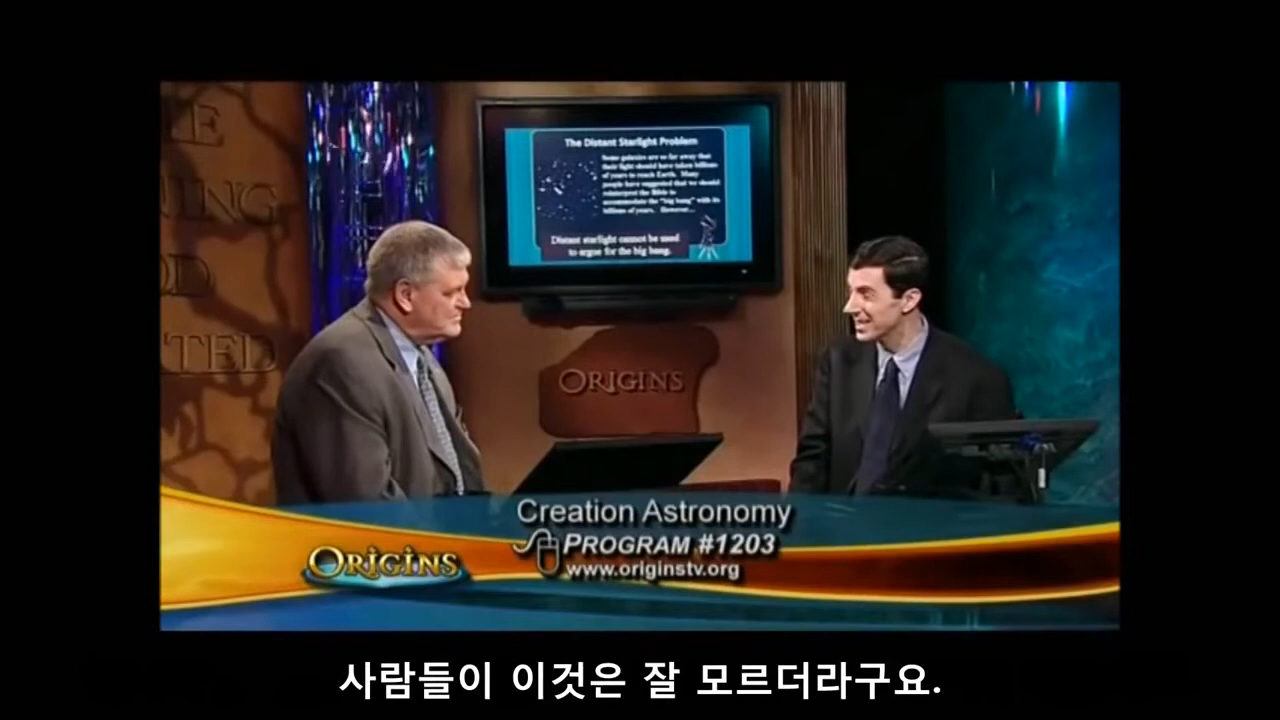 The Distant Starlight Problem
Some galaxies are so far away that
their light should have taken billions
of years to reach Earth. Many
people have suggested that we should
reinterpret the Bible to
accommodate the "big bang" with its
billions of years. However...
Distant starlight cannot be used
to argue for the big bang.
NING
TED
ORIGINS
Creation Astronomy
PROGRAM #1203
www.originstv.org
ORIGINS
사람들이 이것은 잘 모르더라구요.